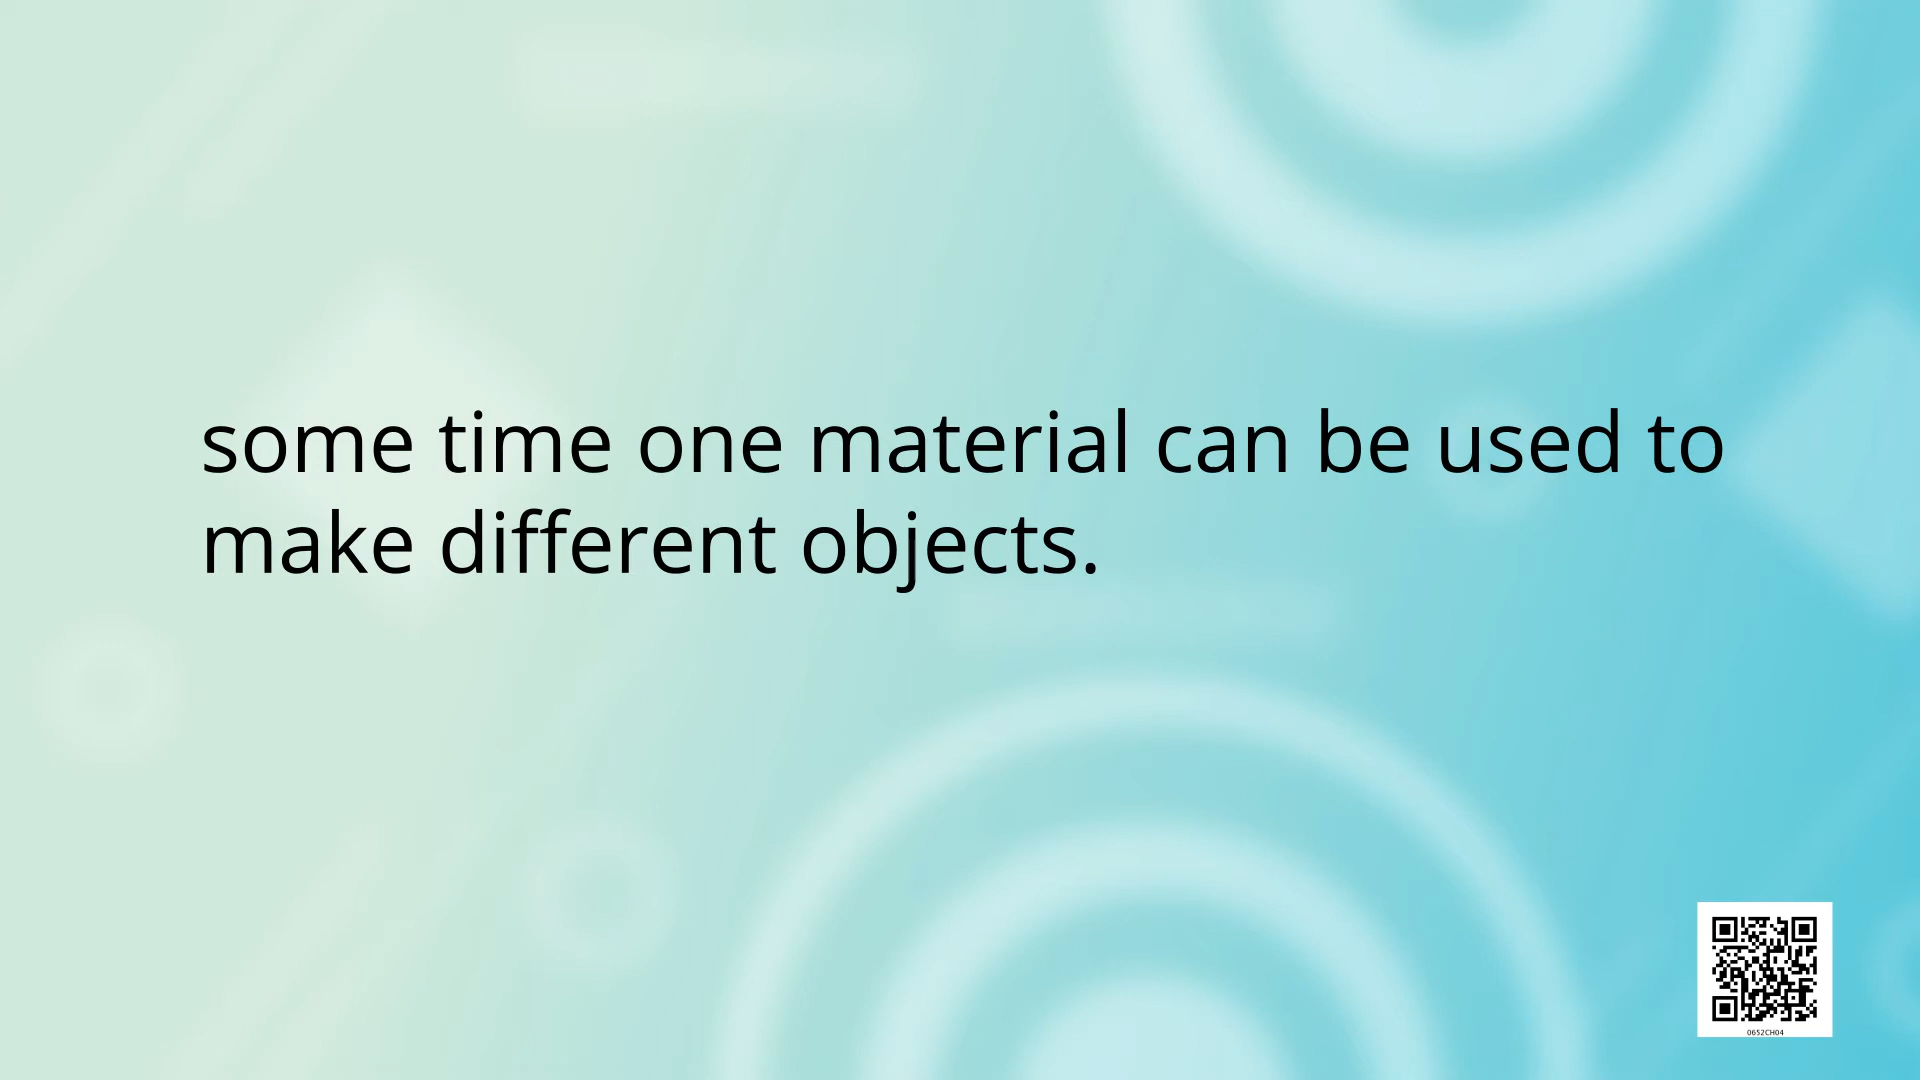 some time one material can be used to
make different objects.
0652CH04